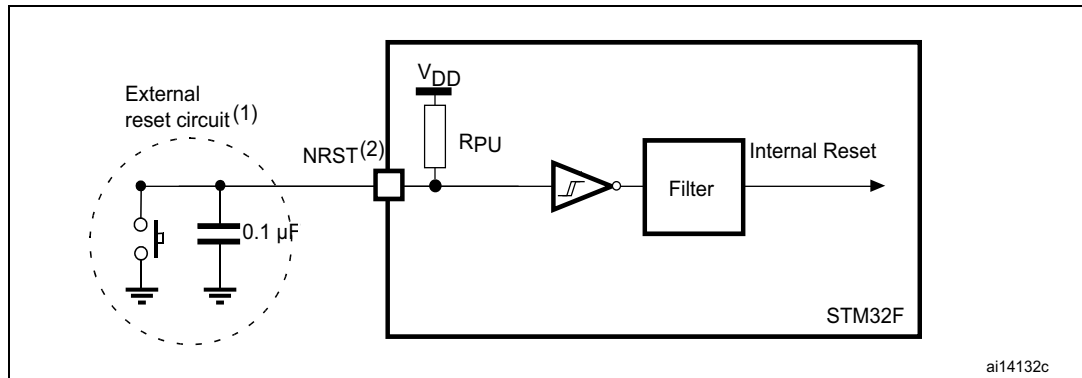 External
reset circuit(1)
NRST(2)
VDD
RPU
0.1 μF
Filter
Internal Reset
STM32F
ai14132c